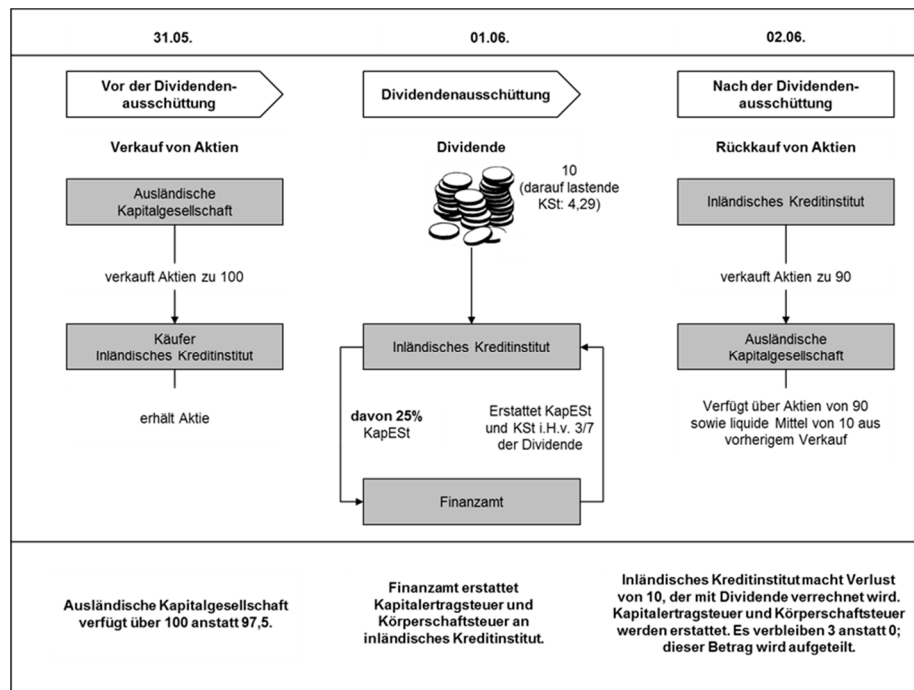 31.05.
01.06.
02.06.
Vor der Dividenden-
ausschüttung
Dividendenausschüttung
Nach der Dividenden-
ausschüttung
Verkauf von Aktien
Dividende
Rückkauf von Aktien
10
(darauf lastende
KSt: 4,29)
Ausländische
Kapitalgesellschaft
Inländisches Kreditinstitut
verkauft Aktien zu 100
verkauft Aktien zu 90
Käufer
Inländisches Kreditinstitut
Inländisches Kreditinstitut
Ausländische
Kapitalgesellschaft
erhält Aktie
davon 25%
KapESt
Erstattet KapESt
und KSt i.H.v. 3/7
der Dividende
Verfügt über Aktien von 90
sowie liquide Mittel von 10 aus
vorherigem Verkauf
Finanzamt
Ausländische Kapitalgesellschaft
verfügt über 100 anstatt 97,5.
Finanzamt erstattet
Kapitalertragsteuer und
Körperschaftsteuer an
inländisches Kreditinstitut.
Inländisches Kreditinstitut macht Verlust
von 10, der mit Dividende verrechnet wird.
Kapitalertragsteuer und Körperschaftsteuer
werden erstattet. Es verbleiben 3 anstatt 0;
dieser Betrag wird aufgeteilt.